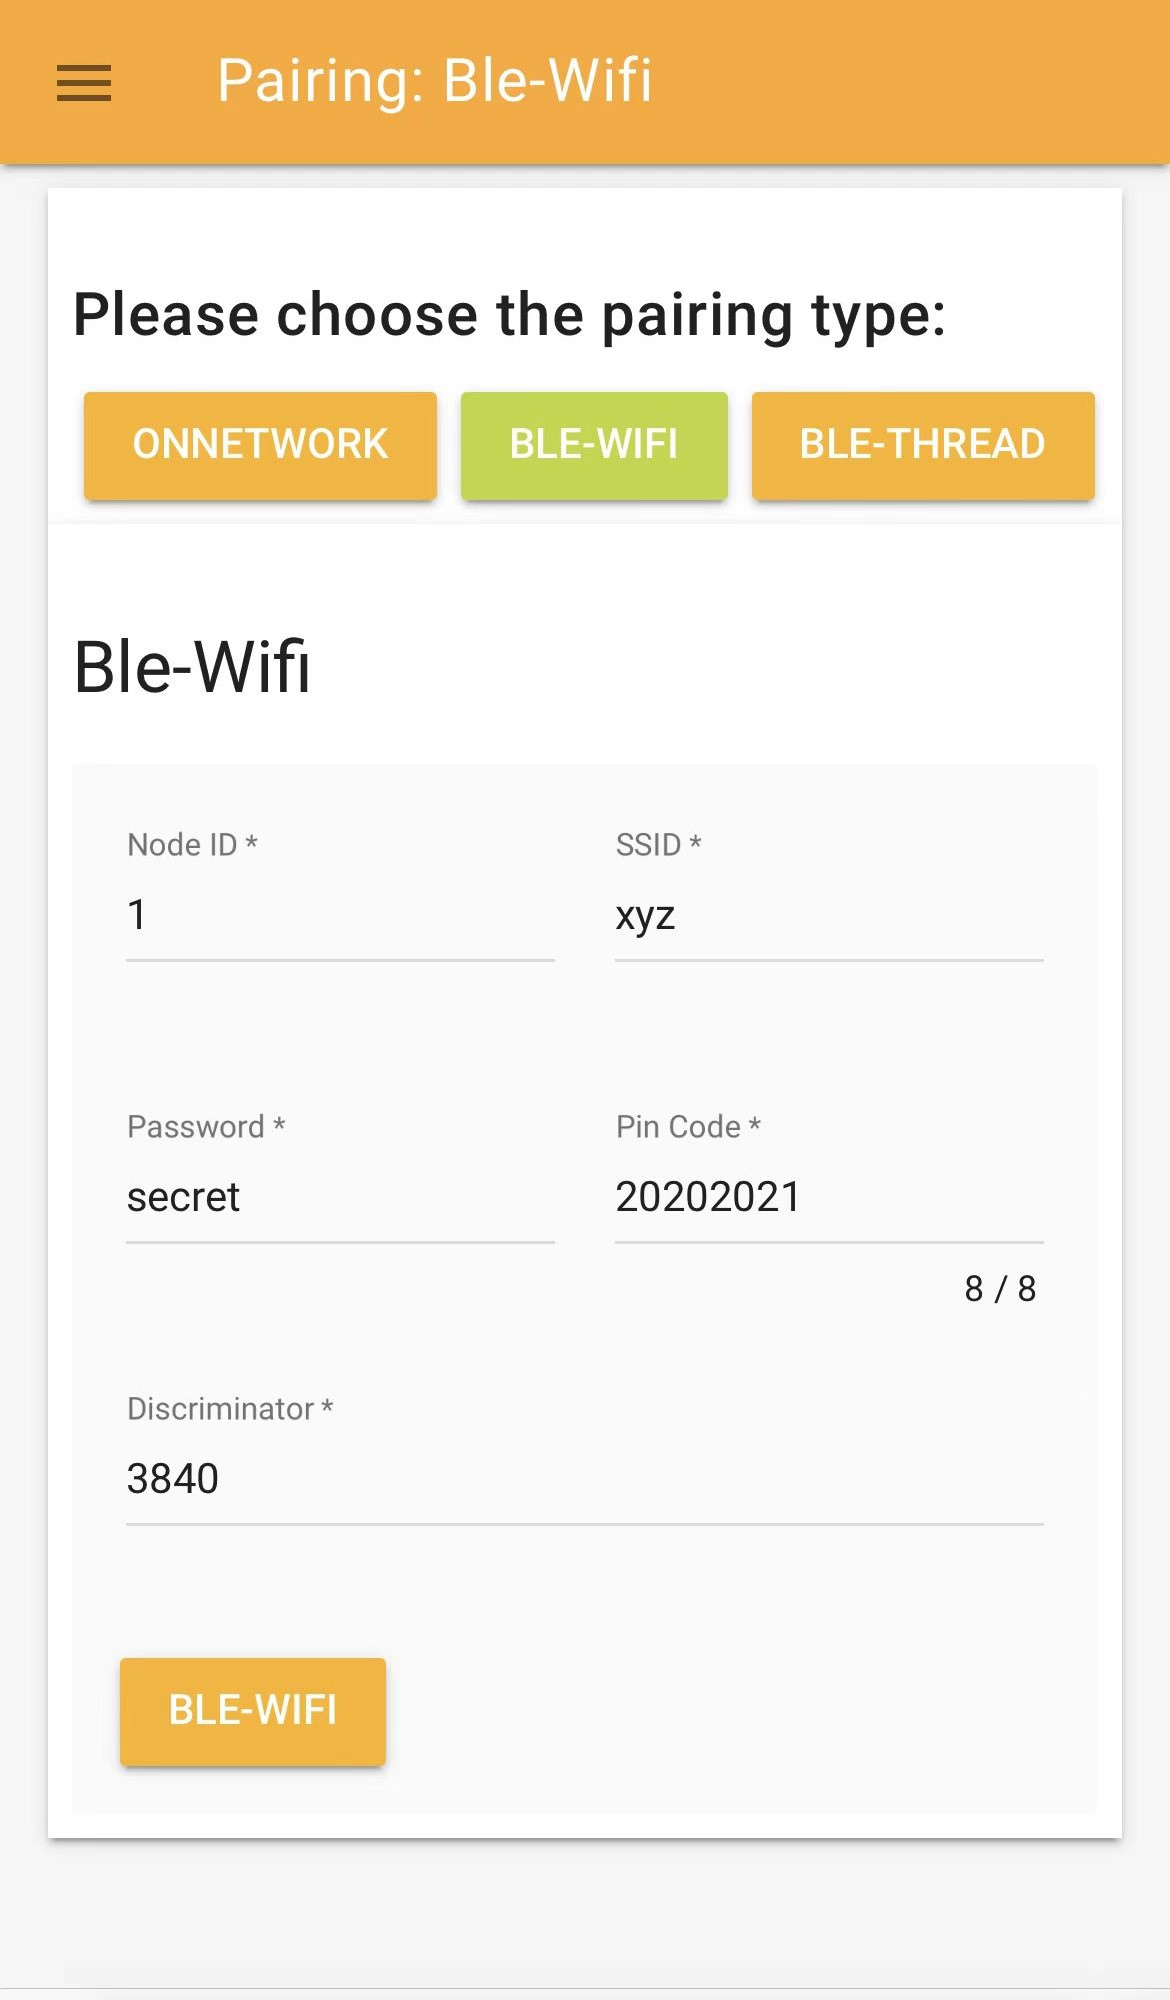 Pairing: Ble-Wifi
Please choose the pairing type:
ONNETWORK BLE-WIFI BLE-THREAD
Ble-Wifi
Node ID * SSID *
1 xyz
Password * Pin Code *
secret 20202021
8 / 8
Discriminator *
3840
BLE-WIFI